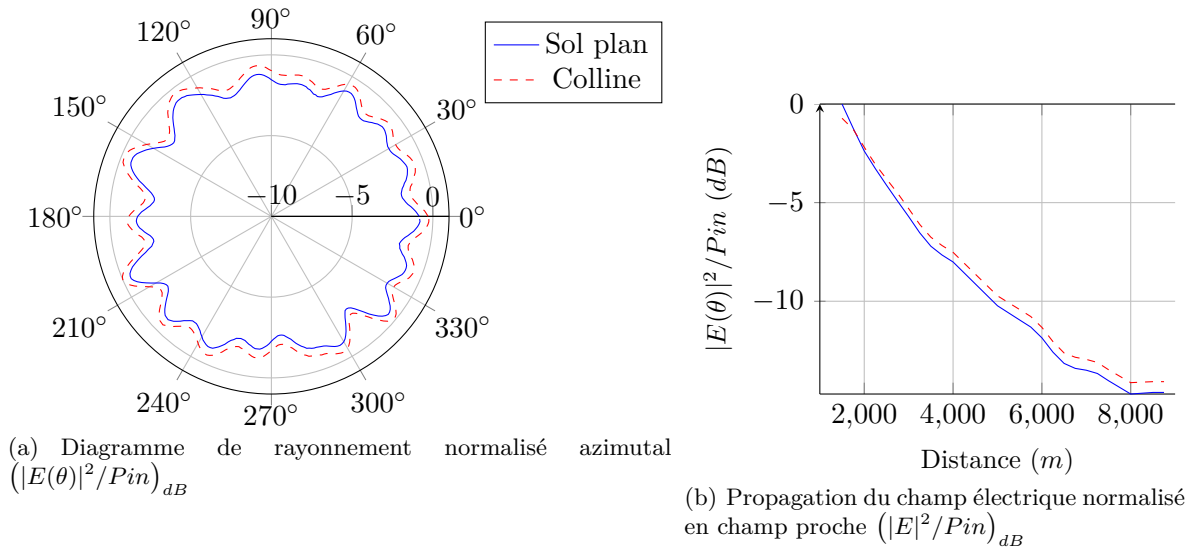 90°
120°
60°
150°
30°
180°
−10
−5
0
0°
210°
330°
240°
300°
270°
Sol plan
Colline
(a) Diagramme de rayonnement normalisé azimutal
(|E(θ)|²/Pin)_dB
0
−5
−10
|E(θ)|²/Pin (dB)
2,000
4,000
6,000
8,000
Distance (m)
(b) Propagation du champ électrique normalisé
en champ proche (|E|²/Pin)_dB